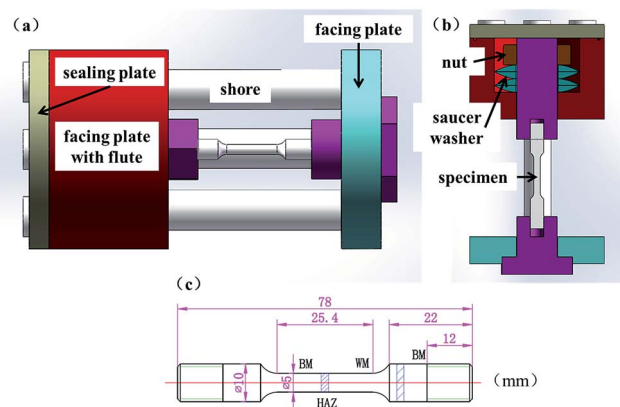 (a)
facing plate
sealing plate
shore
facing plate
with flute
(b)
nut
saucer
washer
specimen
(c)
78
25.4
22
12
BM
WM
BM
ø10
ø5
HAZ
(mm)